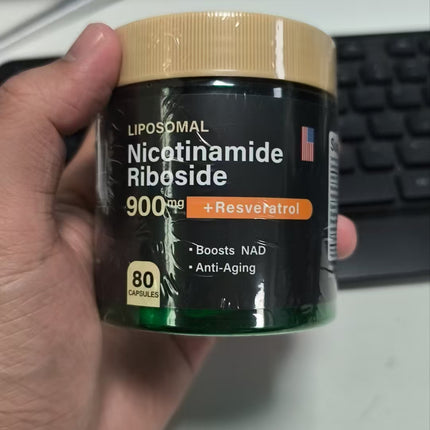 LIPOSOMAL
Nicotinamide
Riboside
900mg +Resveratrol
• Boosts NAD
• Anti-Aging
80
CAPSULES